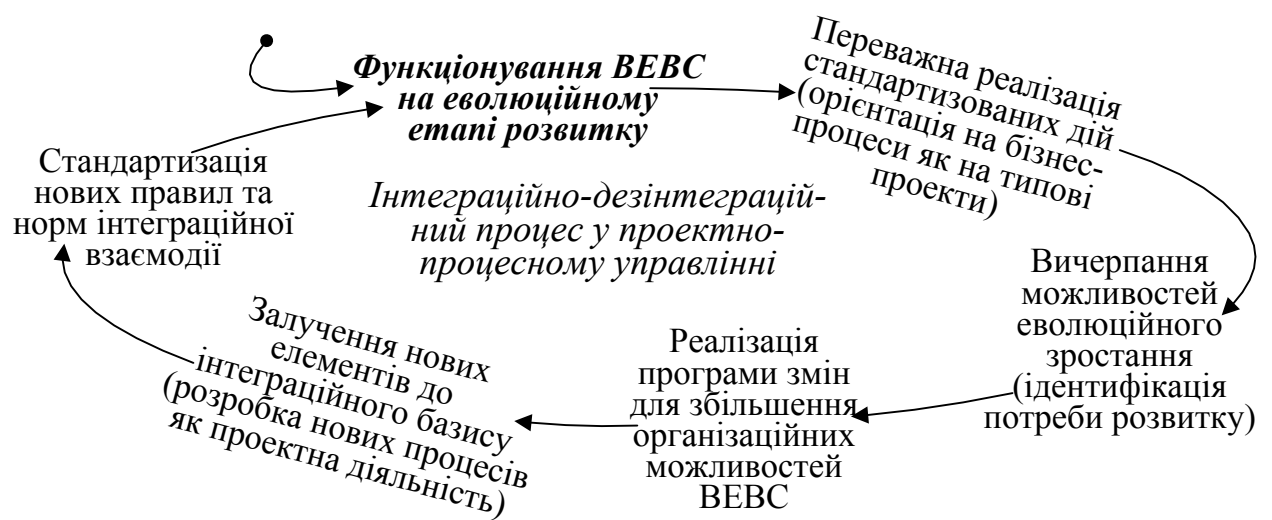 Функціонування ВЕВС
на еволюційному
етапі розвитку
Переважна реалізація
стандартизованих дій
(орієнтація на бізнес-
процеси як на типові
проекти)
Вичерпання
можливостей
еволюційного
зростання
(ідентифікація
потреби розвитку)
Реалізація
програми змін
для збільшення
організаційних
можливостей
ВЕВС
Залучення нових
елементів до
інтеграційного базису
(розробка нових процесів
як проектна діяльність)
Стандартизація
нових правил та
норм інтеграційної
взаємодії
Інтеграційно-дезінтеграцій-
ний процес у проектно-
процесному управлінні